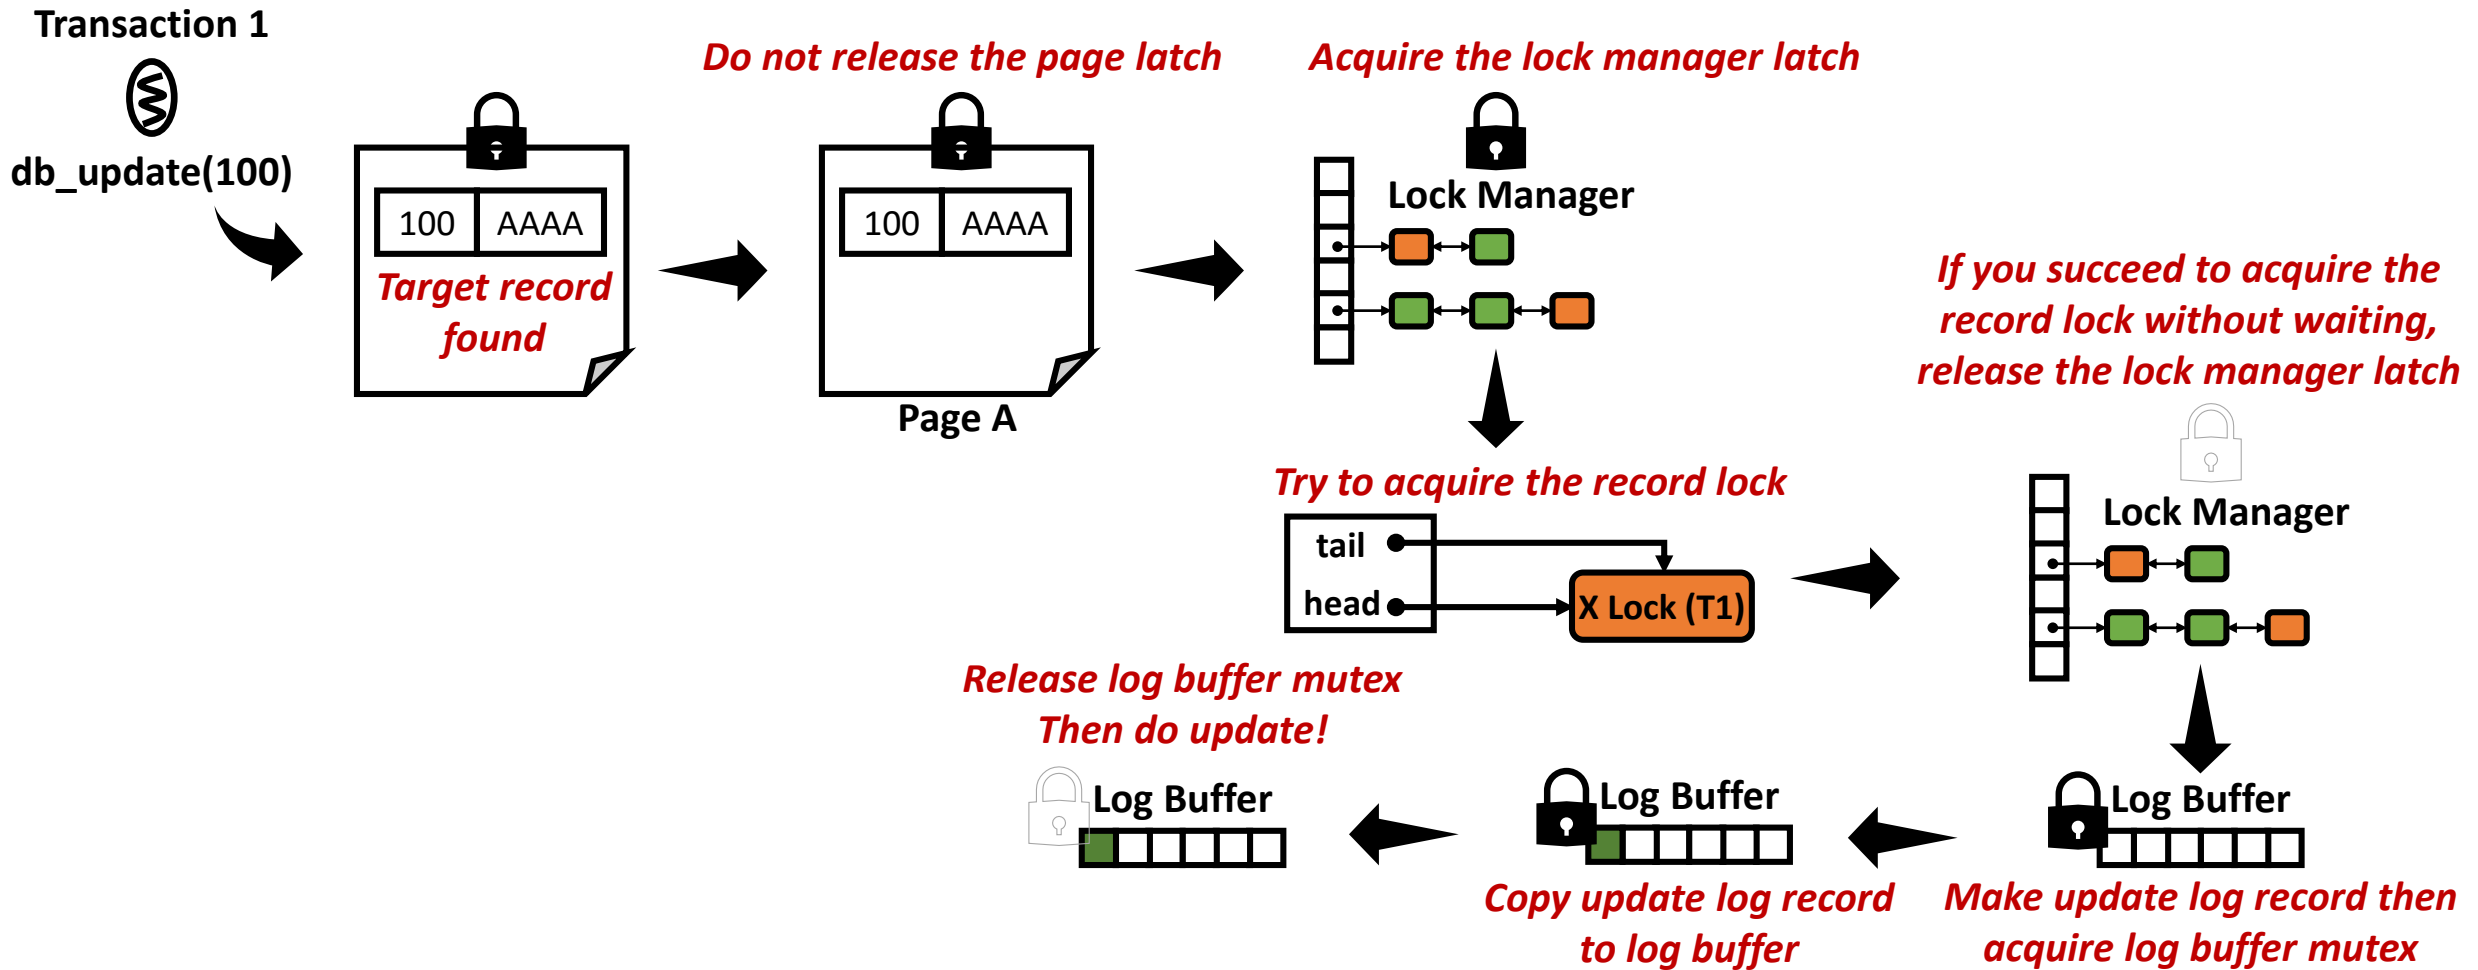 Transaction 1
db_update(100)
100 AAAA
Target record
found
Do not release the page latch
100 AAAA
Page A
Acquire the lock manager latch
Lock Manager
Try to acquire the record lock
tail
head
X Lock (T1)
If you succeed to acquire the
record lock without waiting,
release the lock manager latch
Lock Manager
Log Buffer
Make update log record then
acquire log buffer mutex
Log Buffer
Copy update log record
to log buffer
Release log buffer mutex
Then do update!
Log Buffer